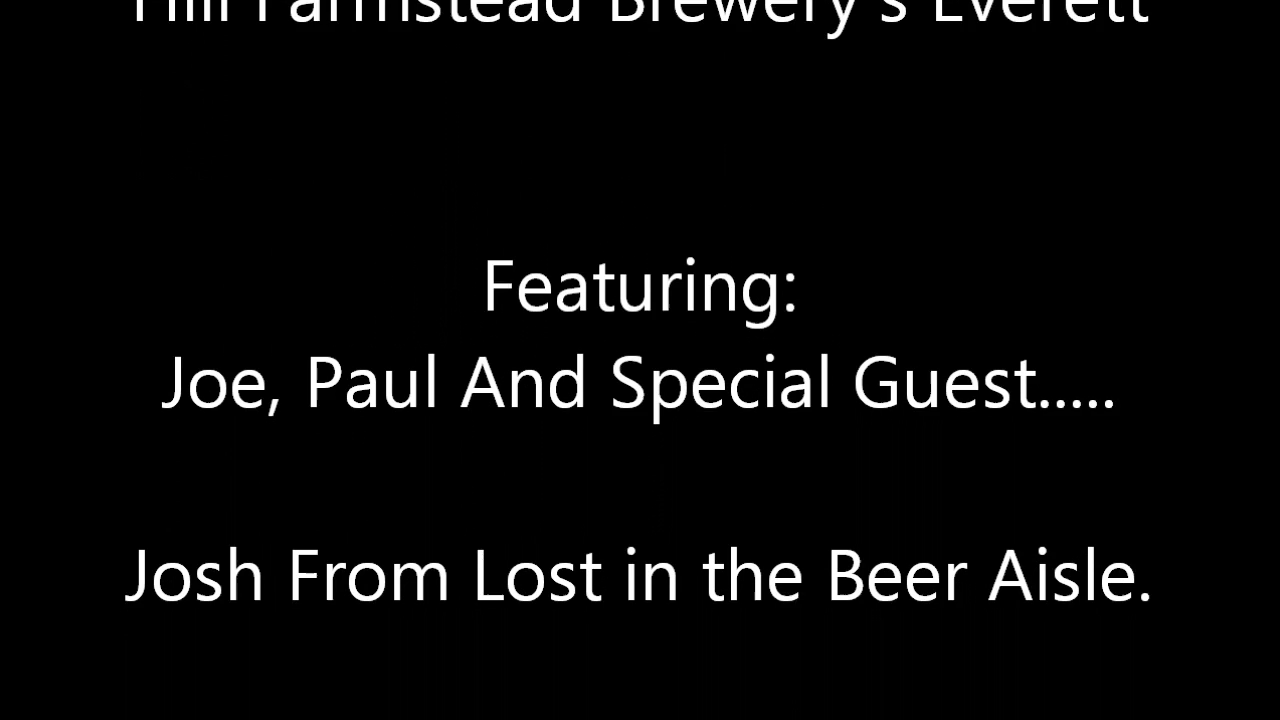 Hill Farmstead Brewery's Everett
Featuring:
Joe, Paul And Special Guest.....
Josh From Lost in the Beer Aisle.